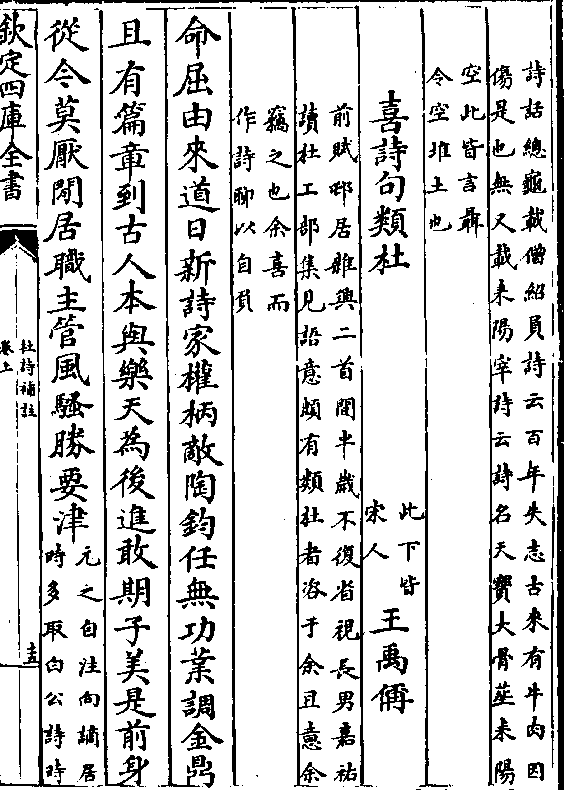 詩話總龜載僧紹員詩云百年失志古來有牛肉因
傷是也無又載耒陽宰詩云詩名天寶大骨葬耒陽
空此皆言聶
令空堆土也
喜詩句類杜
此下皆
宋人
王禹偁
前賦邨居雜興二首間半歲不復省視長男嘉祐
讀杜工部集見語意頗有類杜者咨于余且意余
竊之也余喜而
作詩聊以自賀
命屈由來道日新詩家權柄敵陶鈞任無功業調金鼎
且有篇章到古人本與樂天為後進敢期子美是前身
從今莫厭閒居職主管風騷勝要津
元之自注向謫居
時多取白公詩時
欽定四庫全書
杜詩補註
卷上
十五